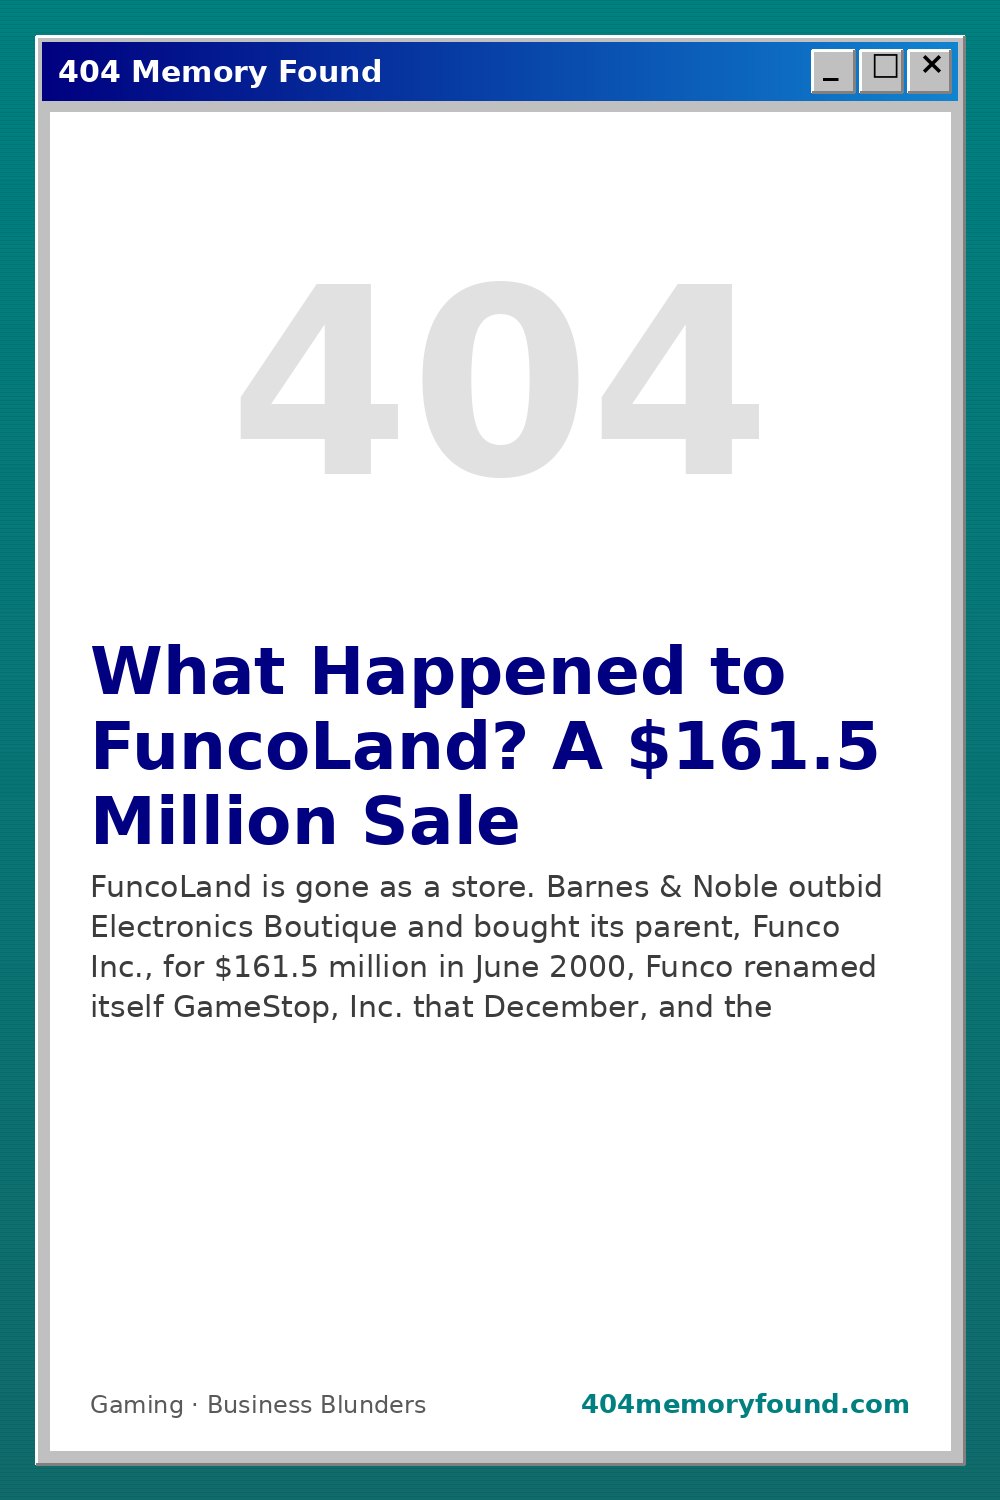 404 Memory Found
404
What Happened to
FuncoLand? A $161.5
Million Sale
FuncoLand is gone as a store. Barnes & Noble outbid
Electronics Boutique and bought its parent, Funco
Inc., for $161.5 million in June 2000, Funco renamed
itself GameStop, Inc. that December, and the
Gaming · Business Blunders
404memoryfound.com